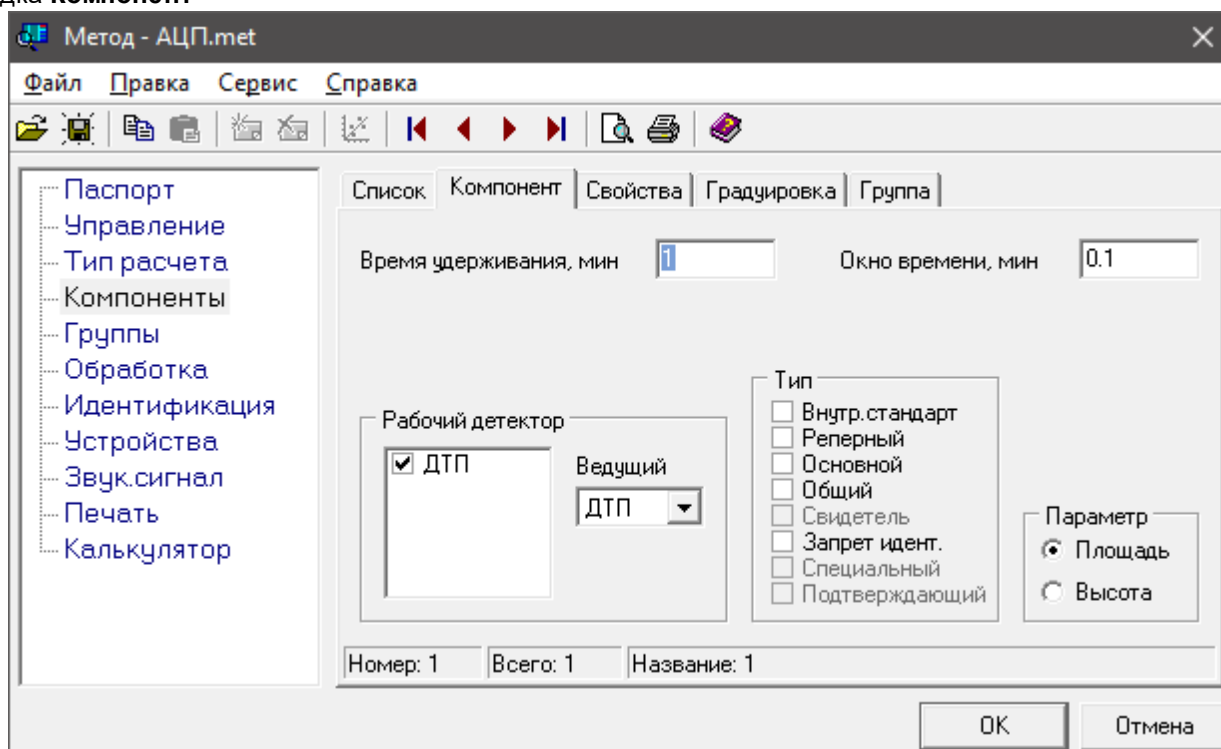 дка Компонент
Метод - АЦП.met
Файл Правка Сервис Справка
Паспорт
Управление
Тип расчета
Компоненты
Группы
Обработка
Идентификация
Устройства
Звук.сигнал
Печать
Калькулятор
Список Компонент Свойства Градуировка Группа
Время удерживания, мин 1 Окно времени, мин 0.1
Рабочий детектор
ДТП
Ведущий
ДТП
Тип
Внутр.стандарт
Реперный
Основной
Общий
Свидетель
Запрет идент.
Специальный
Подтверждающий
Параметр
Площадь
Высота
Номер: 1 Всего: 1 Название: 1
OK Отмена